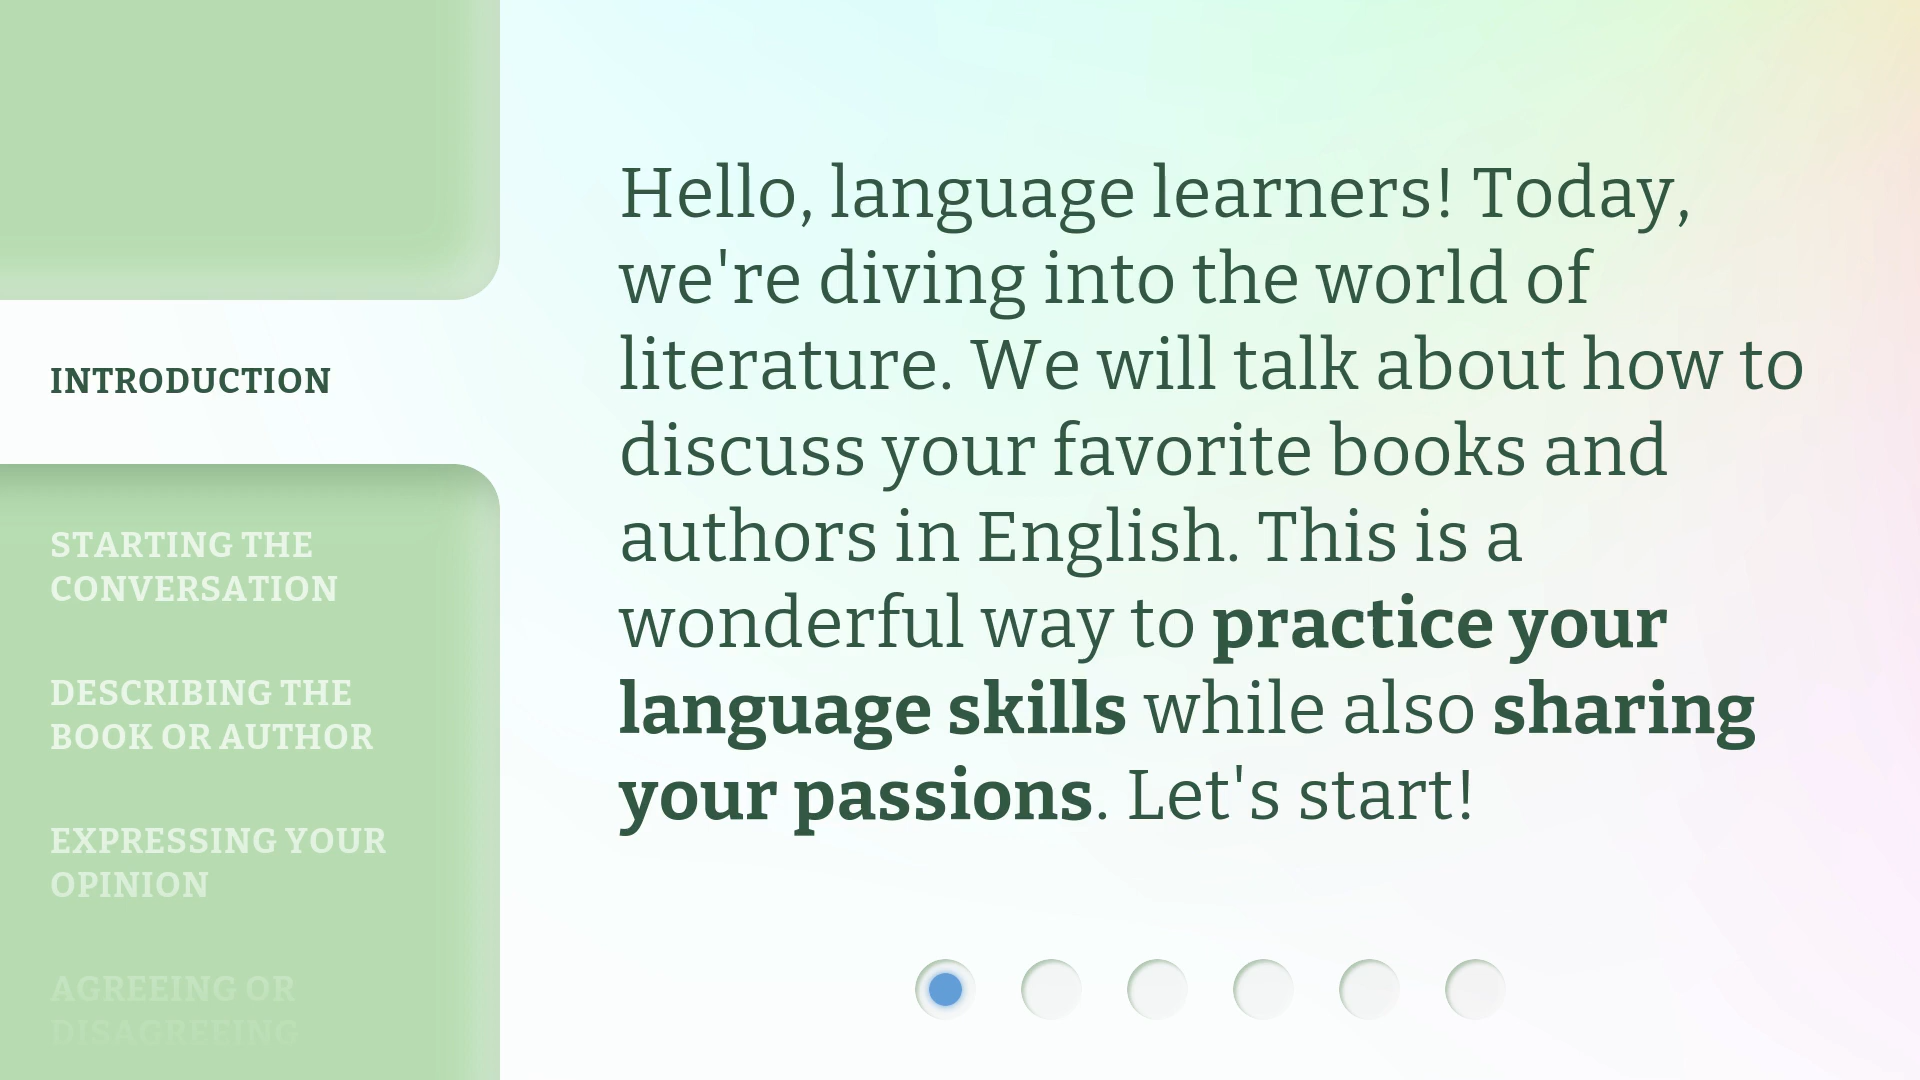 INTRODUCTION
STARTING THE
CONVERSATION
DESCRIBING THE
BOOK OR AUTHOR
EXPRESSING YOUR
OPINION
AGREEING OR
DISAGREEING
Hello, language learners! Today,
we're diving into the world of
literature. We will talk about how to
discuss your favorite books and
authors in English. This is a
wonderful way to practice your
language skills while also sharing
your passions. Let's start!